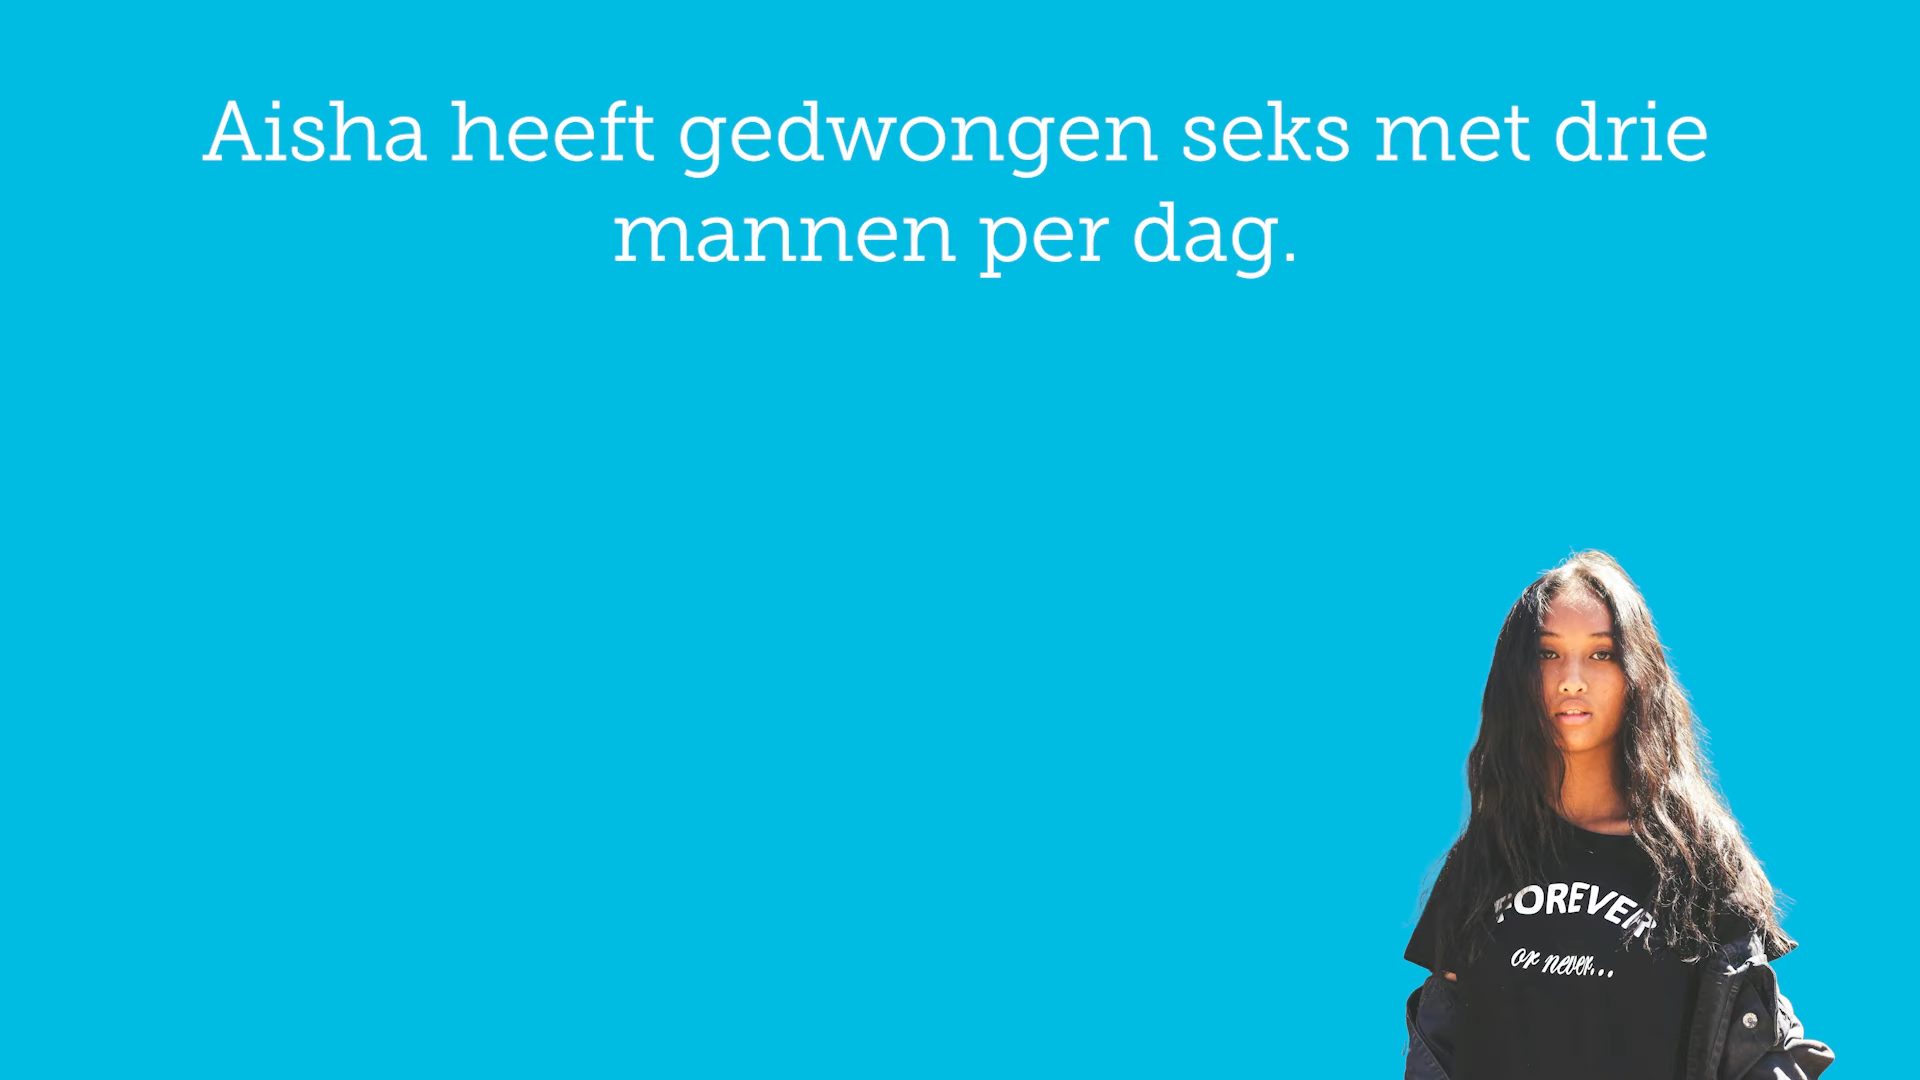 Aisha heeft gedwongen seks met drie
mannen per dag.
FOREVER
or never...